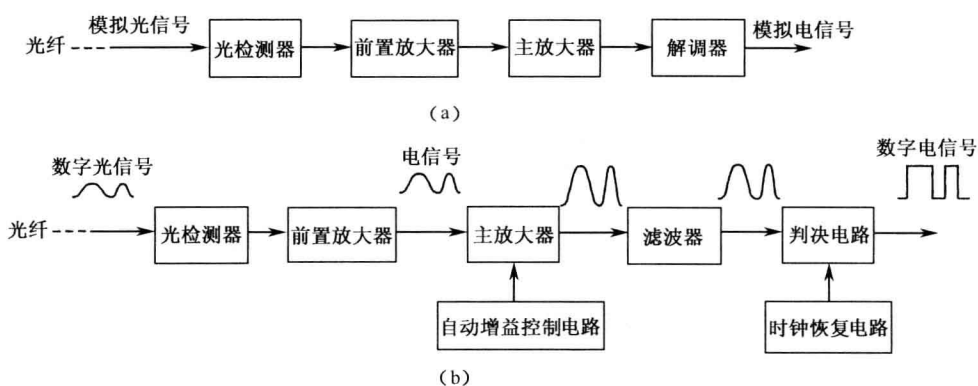 模拟光信号
光纤
光检测器
前置放大器
主放大器
解调器
模拟电信号
(a)
数字光信号
电信号
数字电信号
光纤
光检测器
前置放大器
主放大器
滤波器
判决电路
自动增益控制电路
时钟恢复电路
(b)